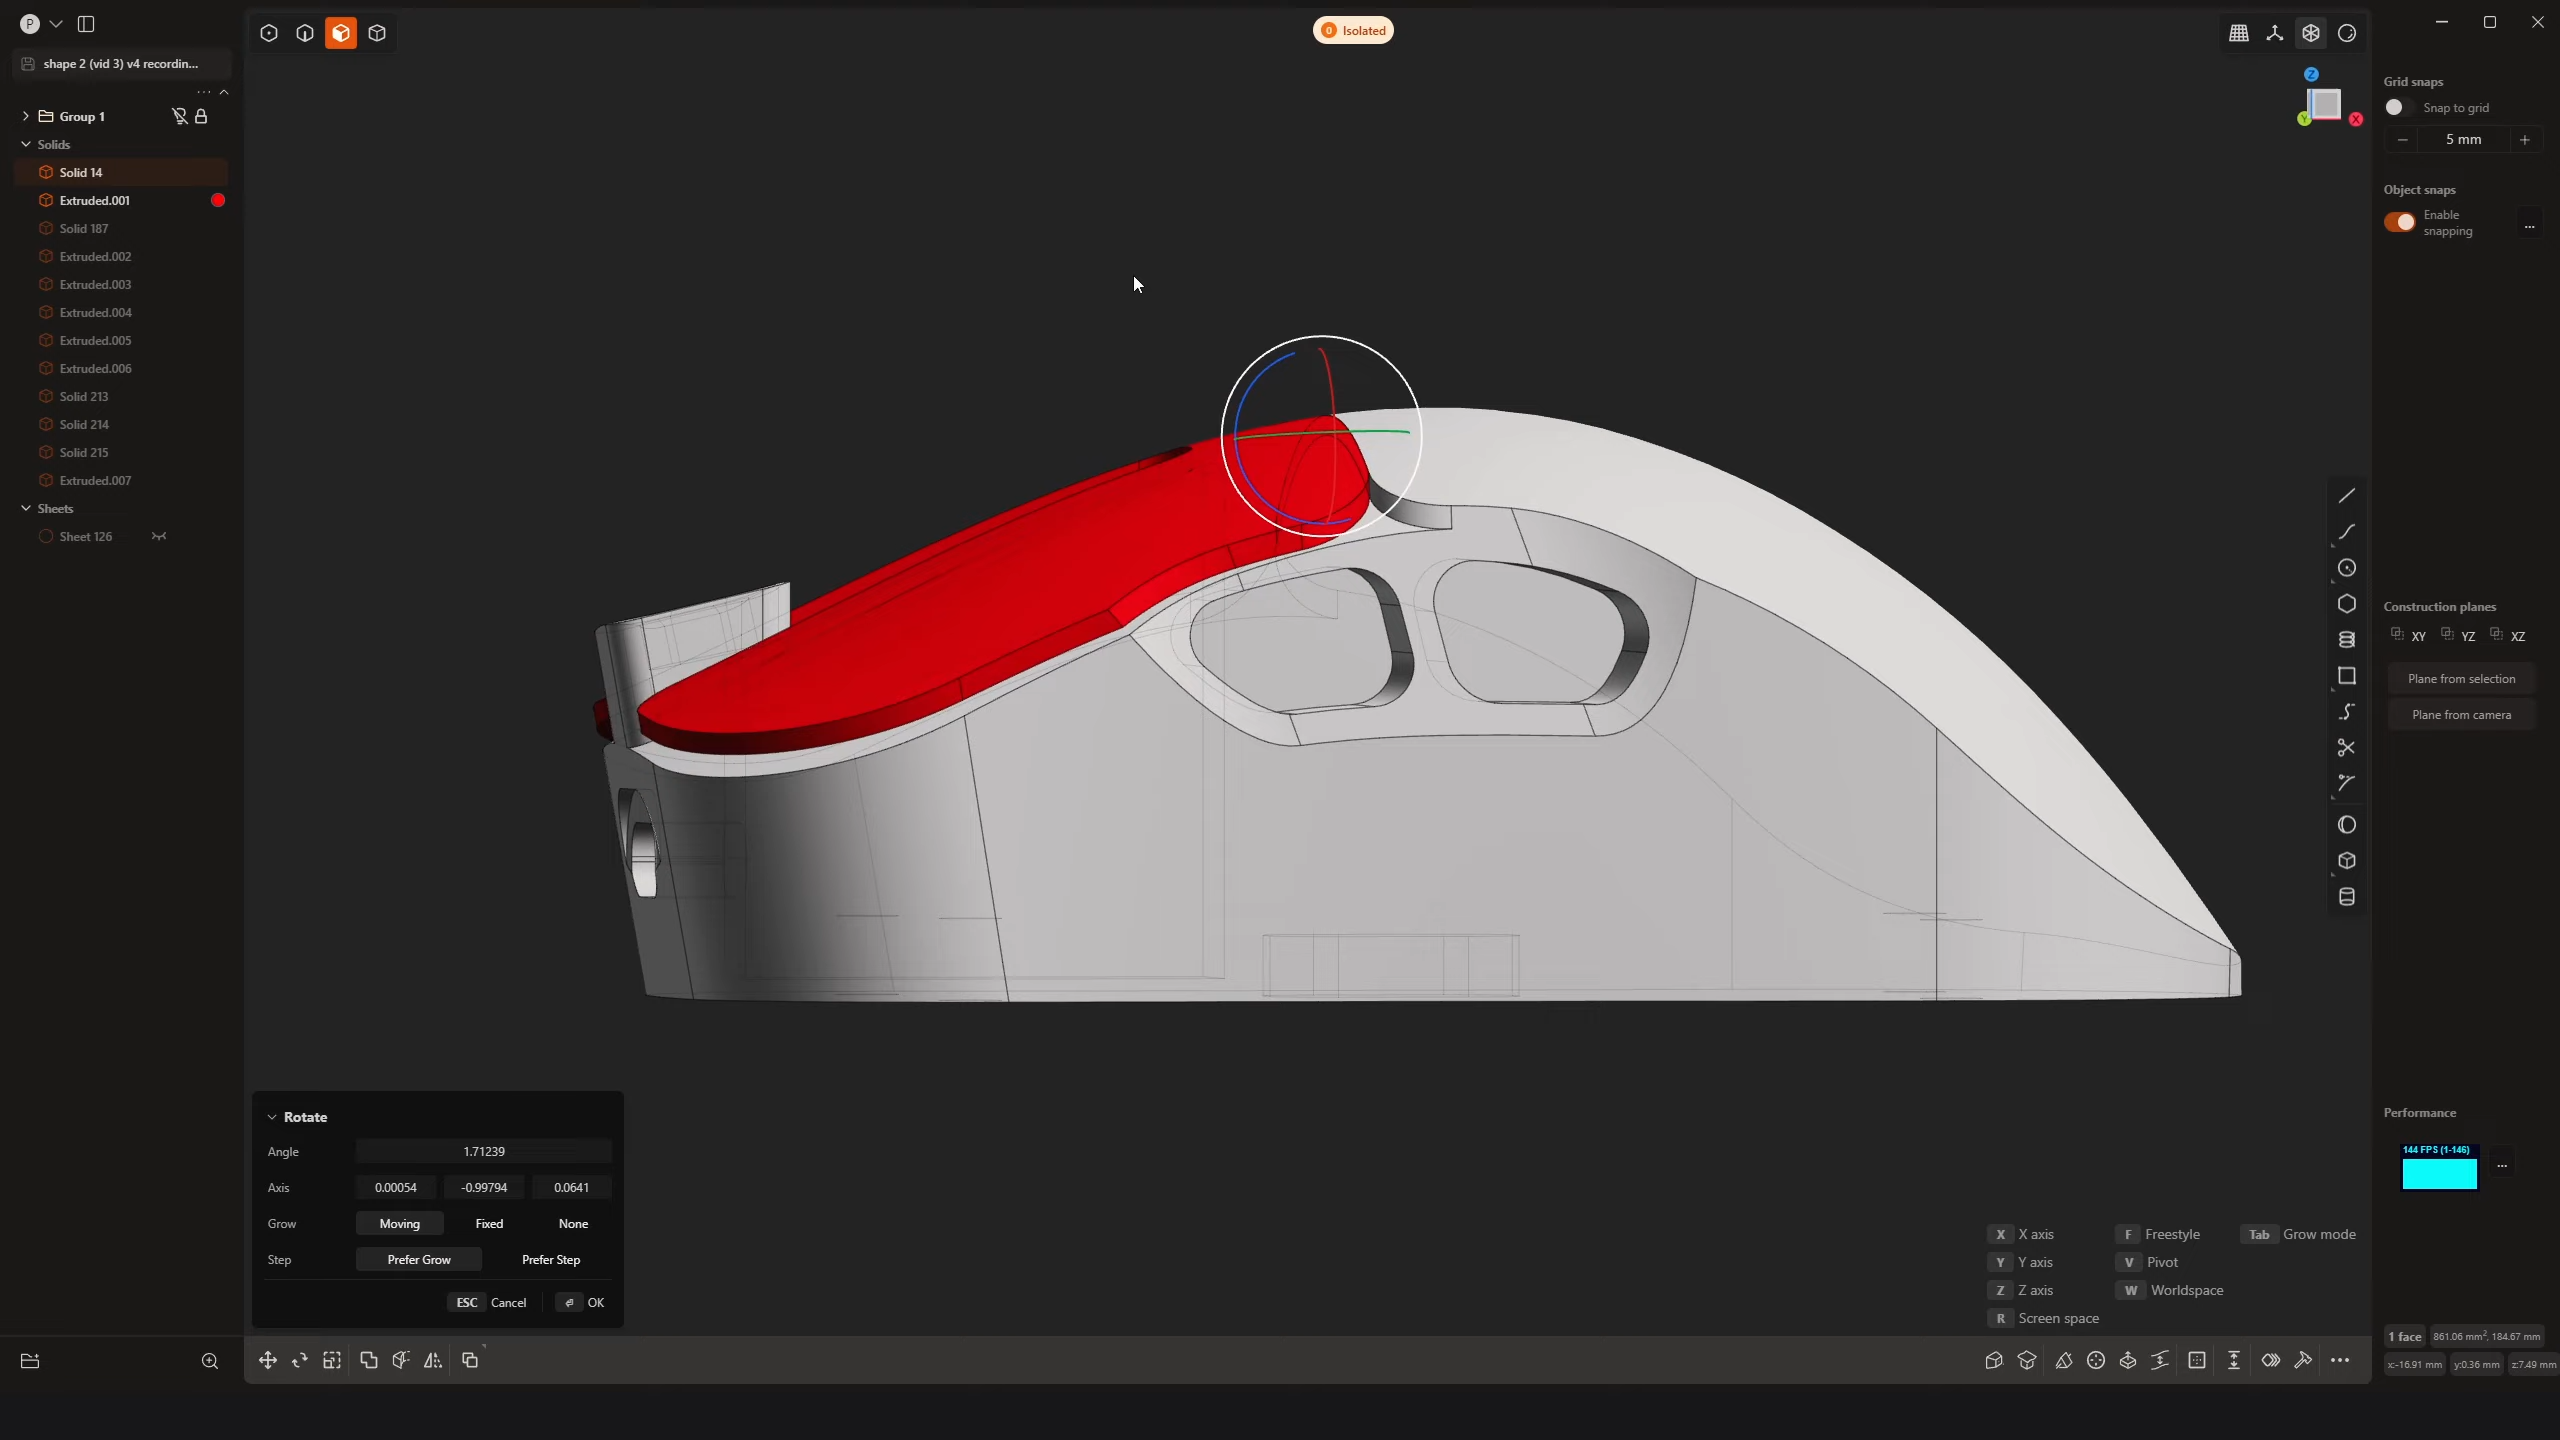 P
shape 2 (vid 3) v4 recordin...
Group 1
Solids
Solid 14
Extruded.001
Solid 187
Extruded.002
Extruded.003
Extruded.004
Extruded.005
Extruded.006
Solid 213
Solid 214
Solid 215
Extruded.007
Sheets
Sheet 126
0 Isolated
Z
Y
X
Grid snaps
Snap to grid
5 mm
Object snaps
Enable
snapping
...
Construction planes
XY YZ XZ
Plane from selection
Plane from camera
Performance
144 FPS (1-146)
...
Rotate
Angle 1.71239
Axis 0.00054 -0.99794 0.0641
Grow Moving Fixed None
Step Prefer Grow Prefer Step
ESC Cancel OK
X X axis F Freestyle Tab Grow mode
Y Y axis V Pivot
Z Z axis W Worldspace
R Screen space
1 face 861.06 mm², 184.67 mm
x:-16.91 mm y:0.36 mm z:7.49 mm